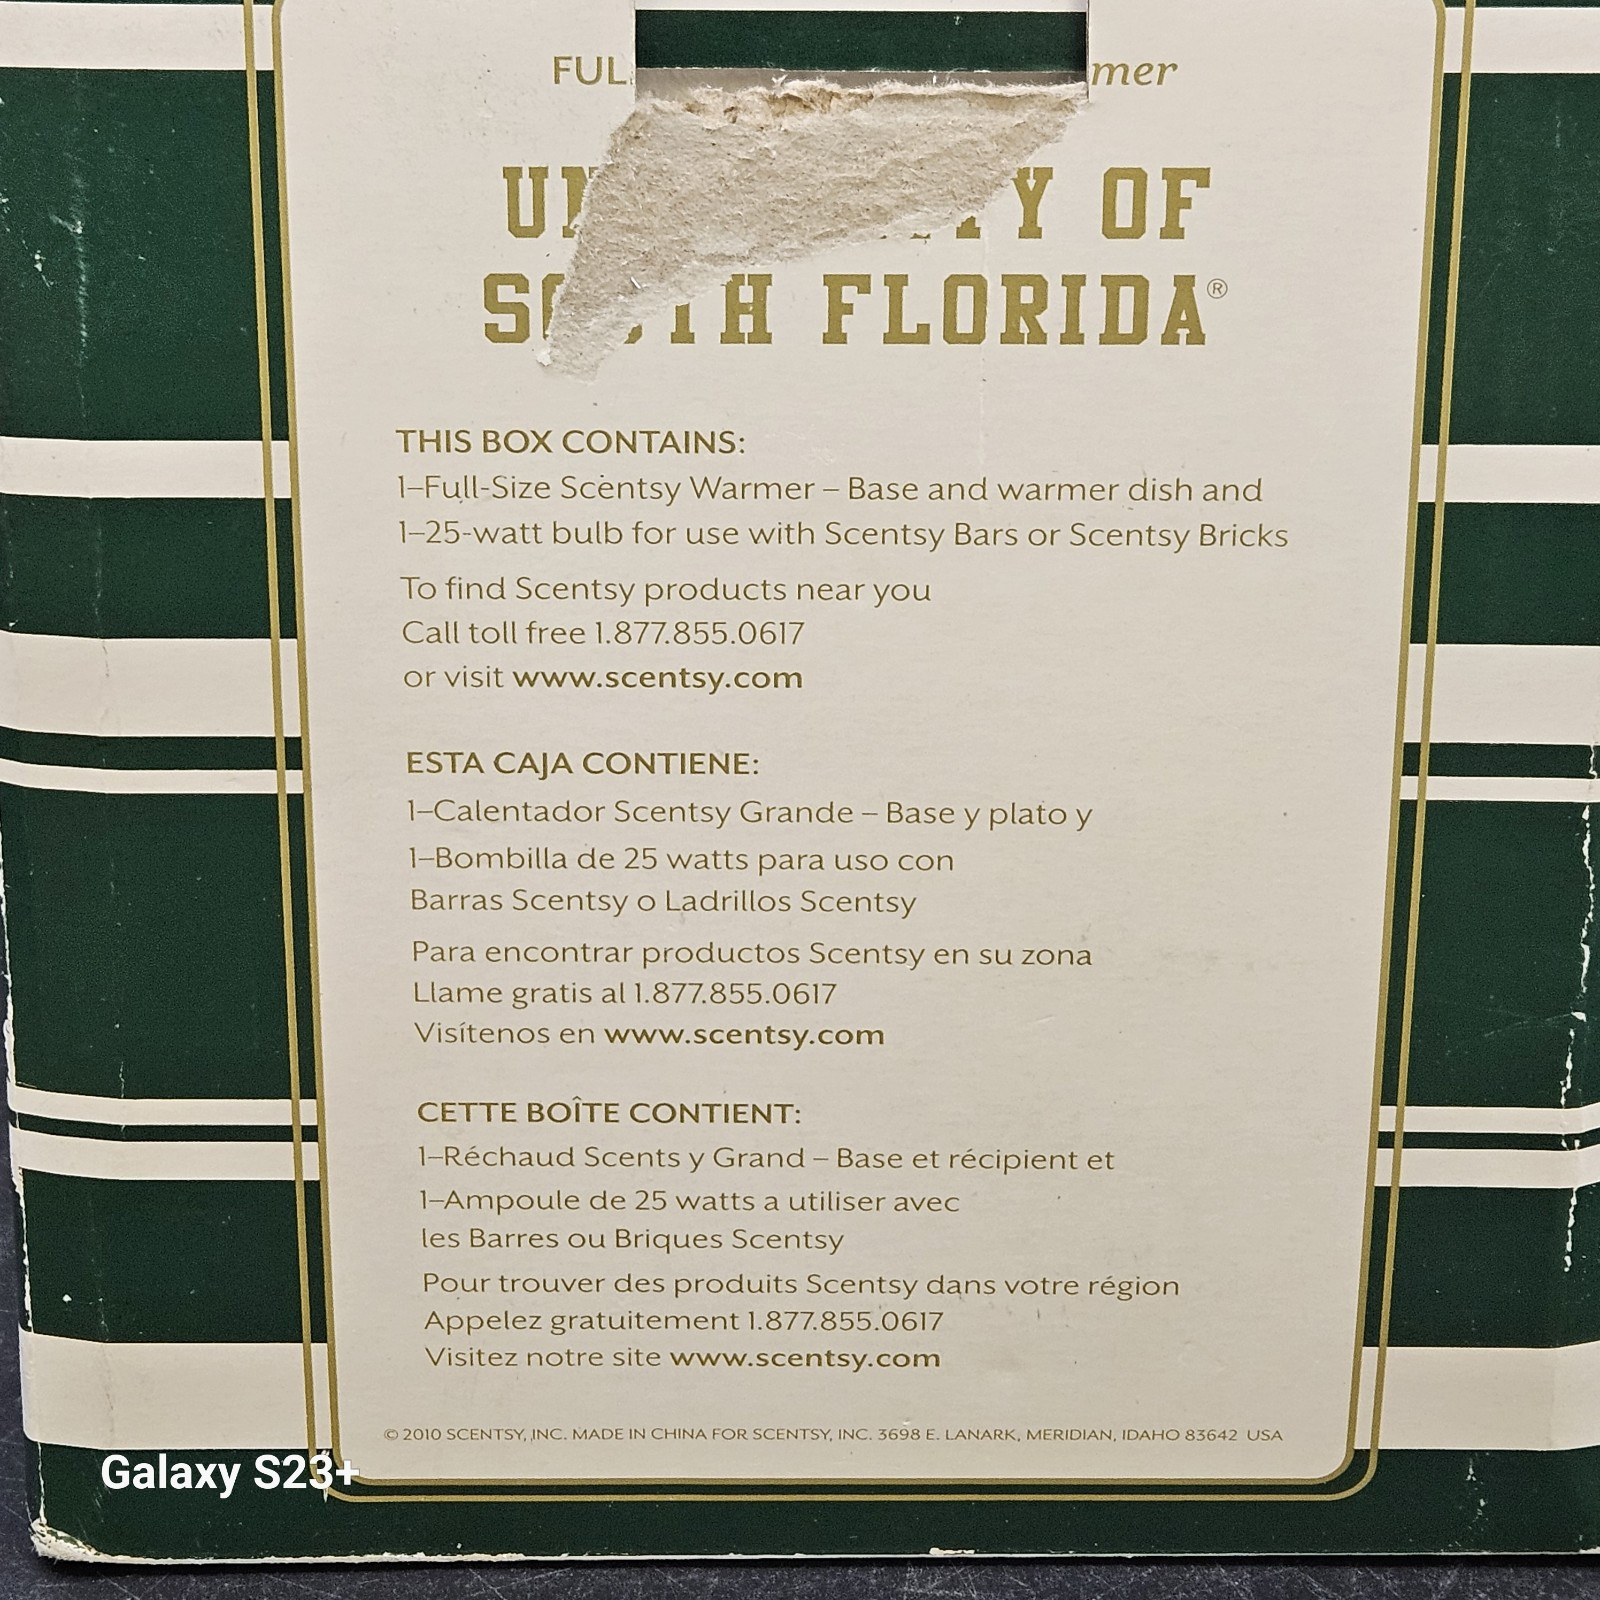 FUL mer
OF
FLORIDA®
THIS BOX CONTAINS:
1–Full-Size Scentsy Warmer – Base and warmer dish and
1–25-watt bulb for use with Scentsy Bars or Scentsy Bricks
To find Scentsy products near you
Call toll free 1.877.855.0617
or visit www.scentsy.com
ESTA CAJA CONTIENE:
1–Calentador Scentsy Grande – Base y plato y
1–Bombilla de 25 watts para uso con
Barras Scentsy o Ladrillos Scentsy
Para encontrar productos Scentsy en su zona
Llame gratis al 1.877.855.0617
Visítenos en www.scentsy.com
CETTE BOÎTE CONTIENT:
1–Réchaud Scents y Grand – Base et récipient et
1–Ampoule de 25 watts a utiliser avec
les Barres ou Briques Scentsy
Pour trouver des produits Scentsy dans votre région
Appelez gratuitement 1.877.855.0617
Visitez notre site www.scentsy.com
© 2010 SCENTSY, INC. MADE IN CHINA FOR SCENTSY, INC. 3698 E. LANARK, MERIDIAN, IDAHO 83642 USA
Galaxy S23+